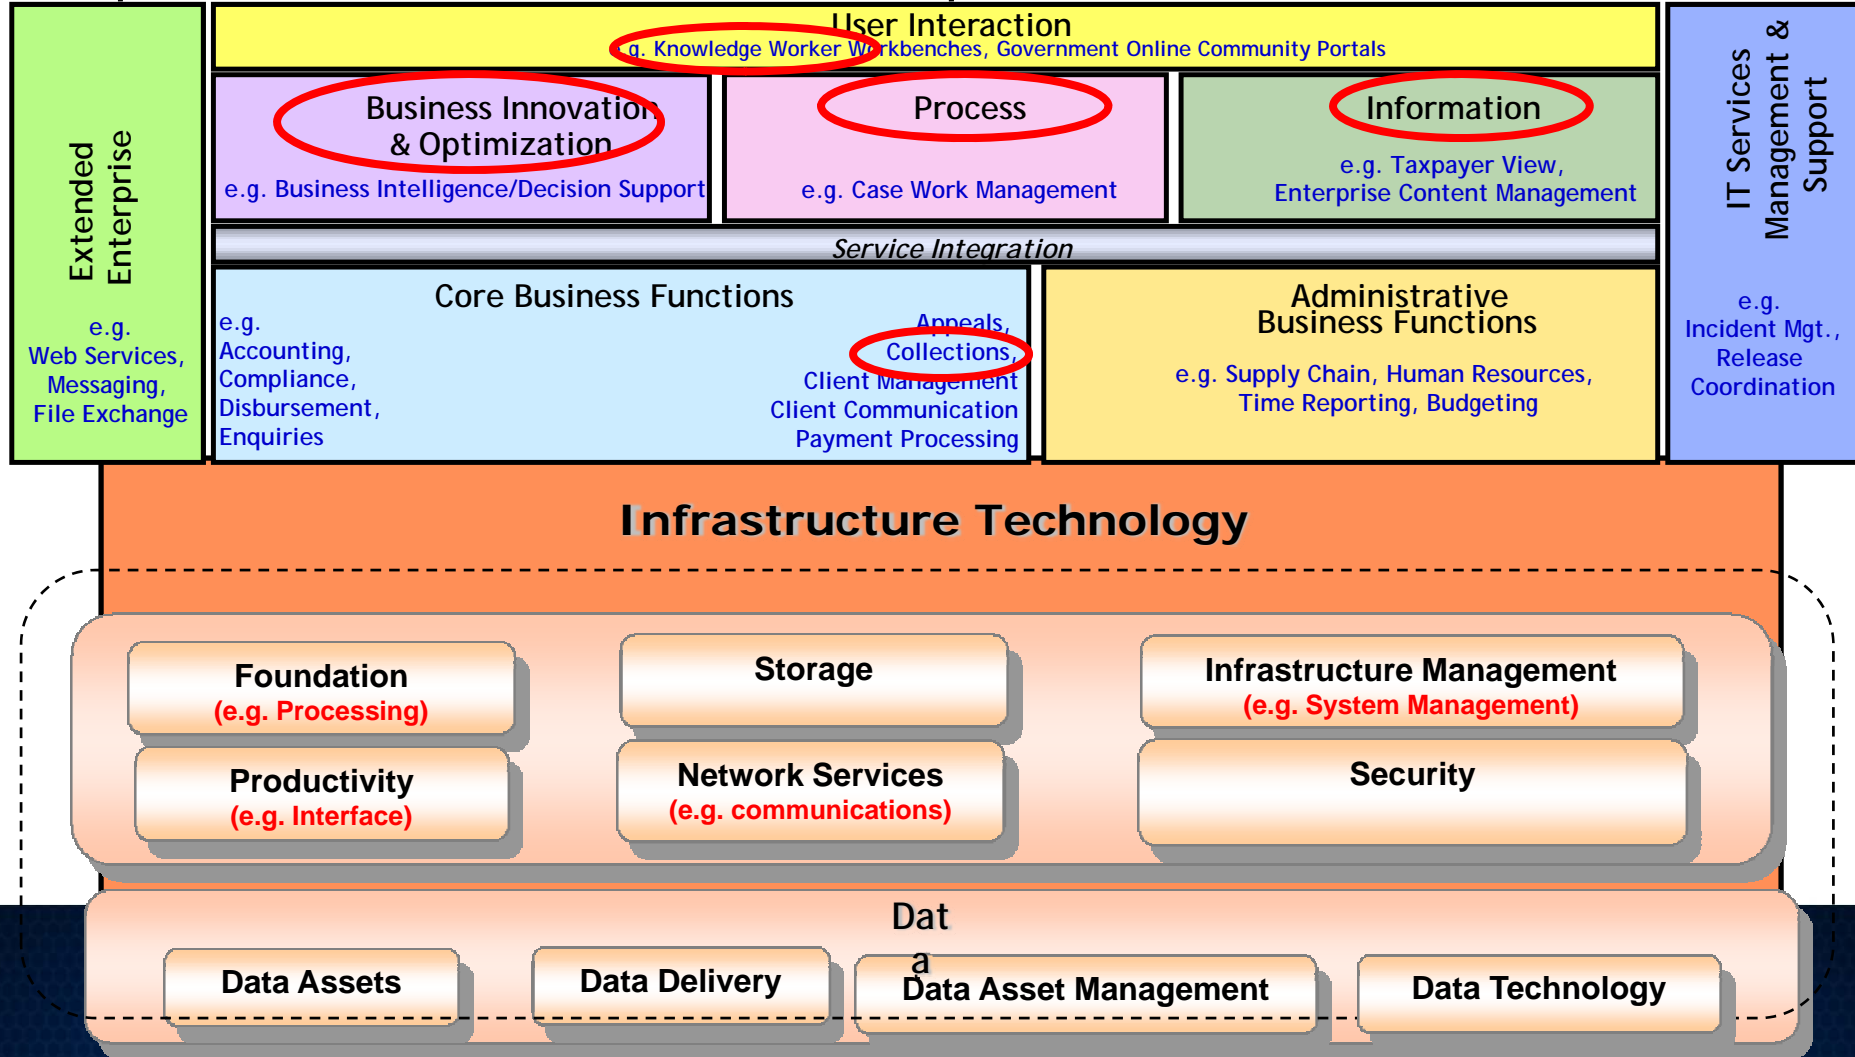 User Interaction
e.g. Knowledge Worker Workbenches, Government Online Community Portals
Extended
Enterprise
e.g.
Web Services,
Messaging,
File Exchange
Business Innovation
& Optimization
e.g. Business Intelligence/Decision Support
Process
e.g. Case Work Management
Information
e.g. Taxpayer View,
Enterprise Content Management
IT Services
Management &
Support
e.g.
Incident Mgt.,
Release
Coordination
Service Integration
Core Business Functions
e.g.
Accounting,
Compliance,
Disbursement,
Enquiries
Appeals,
Collections,
Client Management
Client Communication
Payment Processing
Administrative
Business Functions
e.g. Supply Chain, Human Resources,
Time Reporting, Budgeting
Infrastructure Technology
Foundation
(e.g. Processing)
Storage
Infrastructure Management
(e.g. System Management)
Productivity
(e.g. Interface)
Network Services
(e.g. communications)
Security
Dat
a
Data Assets
Data Delivery
Data Asset Management
Data Technology